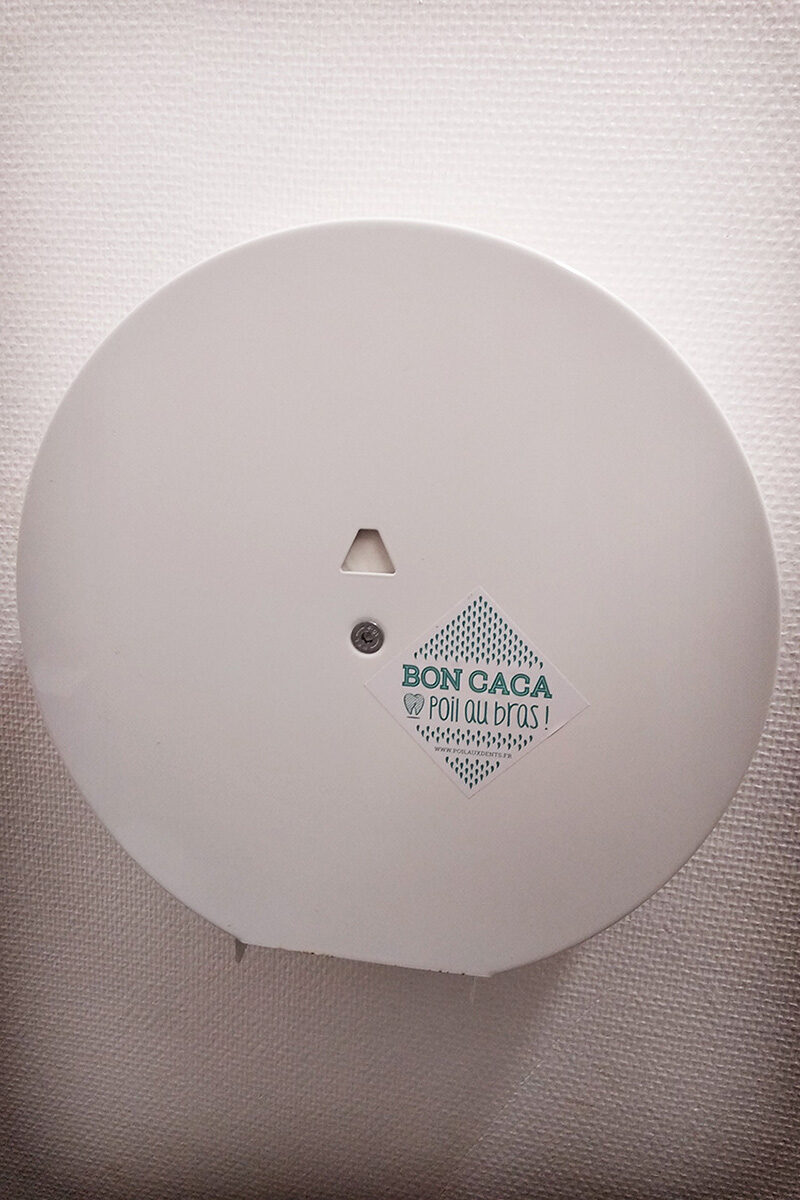 BON CACA
Poil au bras !
WWW.POILAUXDENTS.FR